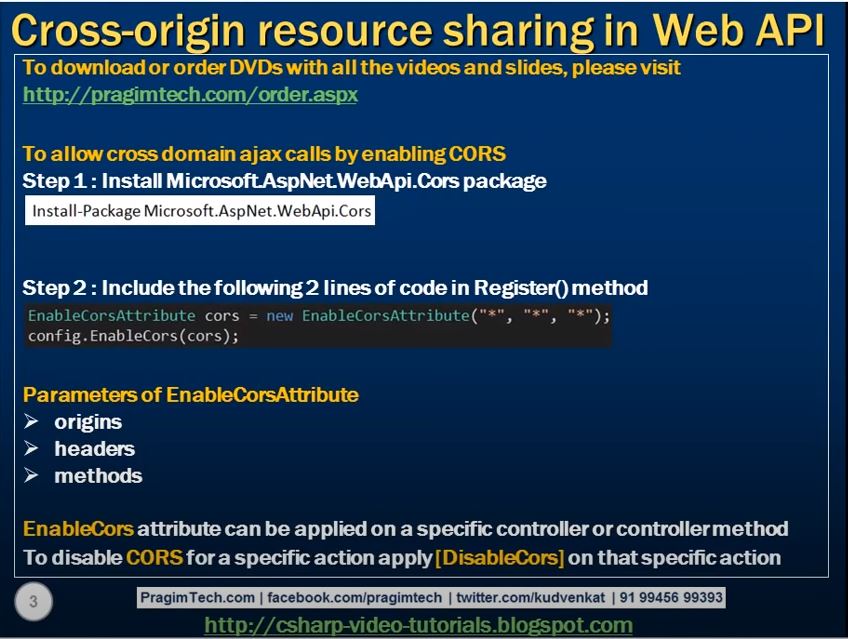 Cross-origin resource sharing in Web API
To download or order DVDs with all the videos and slides, please visit
http://pragimtech.com/order.aspx
To allow cross domain ajax calls by enabling CORS
Step 1 : Install Microsoft.AspNet.WebApi.Cors package
Install-Package Microsoft.AspNet.WebApi.Cors
Step 2 : Include the following 2 lines of code in Register() method
EnableCorsAttribute cors = new EnableCorsAttribute("*", "*", "*");
config.EnableCors(cors);
Parameters of EnableCorsAttribute
➢ origins
➢ headers
➢ methods
EnableCors attribute can be applied on a specific controller or controller method
To disable CORS for a specific action apply [DisableCors] on that specific action
3
PragimTech.com | facebook.com/pragimtech | twitter.com/kudvenkat | 91 99456 99393
http://csharp-video-tutorials.blogspot.com